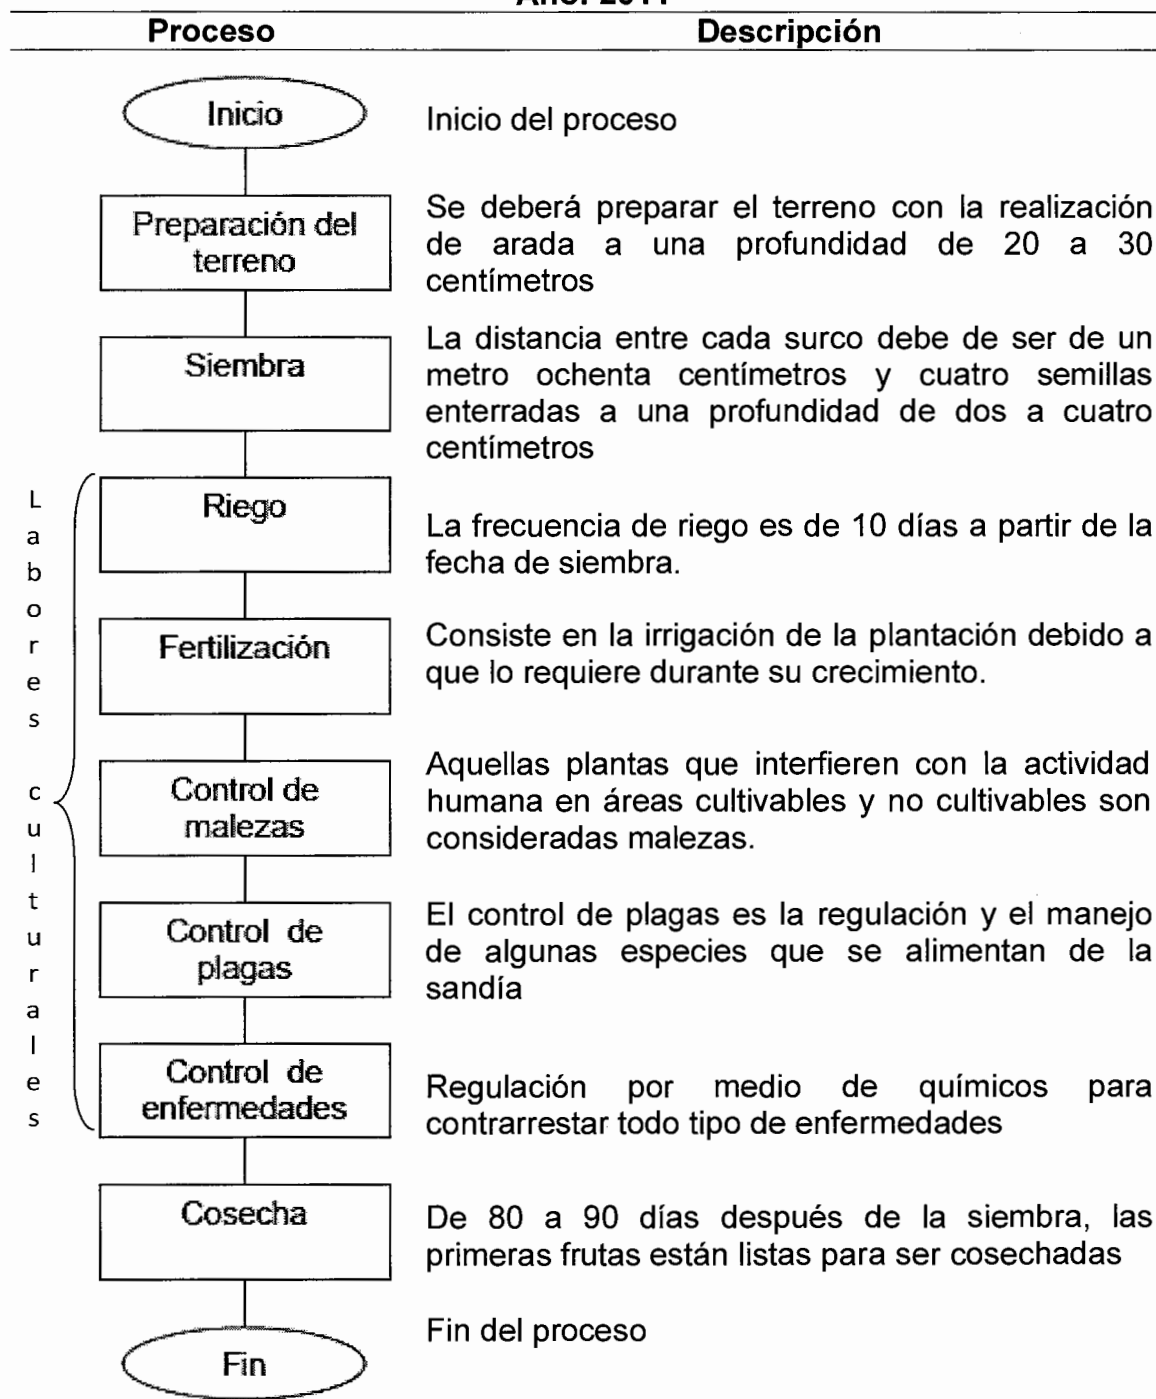 Proceso Descripción
Inicio
Inicio del proceso
Preparación del
terreno
Se deberá preparar el terreno con la realización
de arada a una profundidad de 20 a 30
centímetros
Siembra
La distancia entre cada surco debe de ser de un
metro ochenta centímetros y cuatro semillas
enterradas a una profundidad de dos a cuatro
centímetros
Labores culturales
Riego
La frecuencia de riego es de 10 días a partir de la
fecha de siembra.
Fertilización
Consiste en la irrigación de la plantación debido a
que lo requiere durante su crecimiento.
Control de
malezas
Aquellas plantas que interfieren con la actividad
humana en áreas cultivables y no cultivables son
consideradas malezas.
Control de
plagas
El control de plagas es la regulación y el manejo
de algunas especies que se alimentan de la
sandía
Control de
enfermedades
Regulación por medio de químicos para
contrarrestar todo tipo de enfermedades
Cosecha
De 80 a 90 días después de la siembra, las
primeras frutas están listas para ser cosechadas
Fin
Fin del proceso